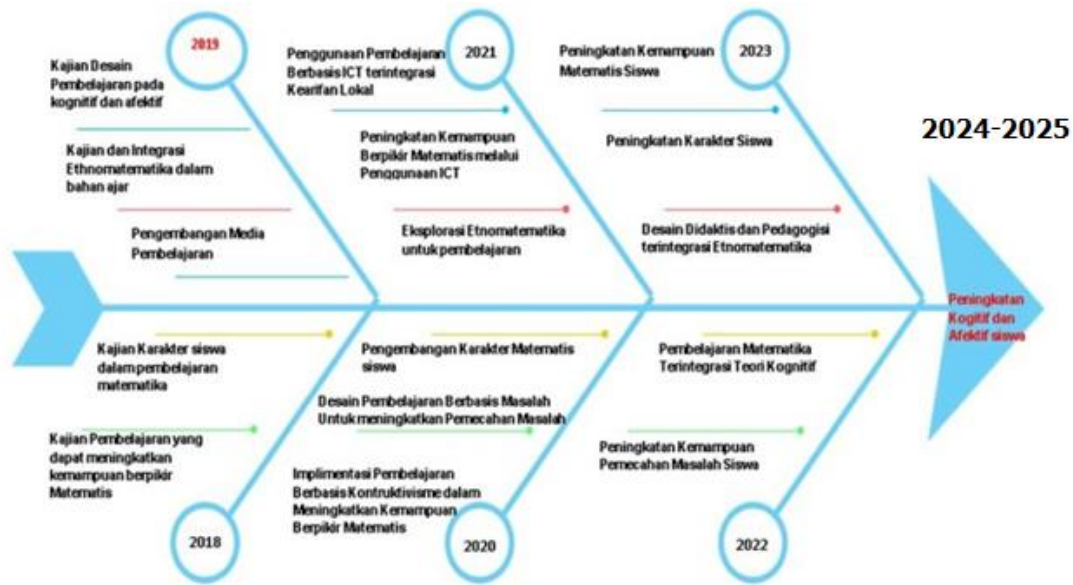 2019
Kajian Desain
Pembelajaran pada
kognitif dan afektif
Kajian dan Integrasi
Ethnomatematika dalam
bahan ajar
Pengembangan Media
Pembelajaran
2021
Penggunaan Pembelajaran
Berbasis ICT terintegrasi
Kearifan Lokal
Peningkatan Kemampuan
Berpikir Matematis melalui
Penggunaan ICT
Eksplorasi Etnomatematika
untuk pembelajaran
2023
Peningkatan Kemampuan
Matematis Siswa
Peningkatan Karakter Siswa
Desain Didaktis dan Pedagogisi
terintegrasi Etnomatematika
2024-2025
Peningkatan
Kogitif dan
Afektif siswa
Kajian Karakter siswa
dalam pembelajaran
matematika
Kajian Pembelajaran yang
dapat meningkatkan
kemampuan berpikir
Matematis
2018
Pengembangan Karakter Matematis
siswa
Desain Pembelajaran Berbasis Masalah
Untuk meningkatkan Pemecahan Masalah
Implimentasi Pembelajaran
Berbasis Kontruktivisme dalam
Meningkatkan Kemampuan
Berpikir Matematis
2020
Pembelajaran Matematika
Terintegrasi Teori Kognitif
Peningkatan Kemampuan
Pemecahan Masalah Siswa
2022